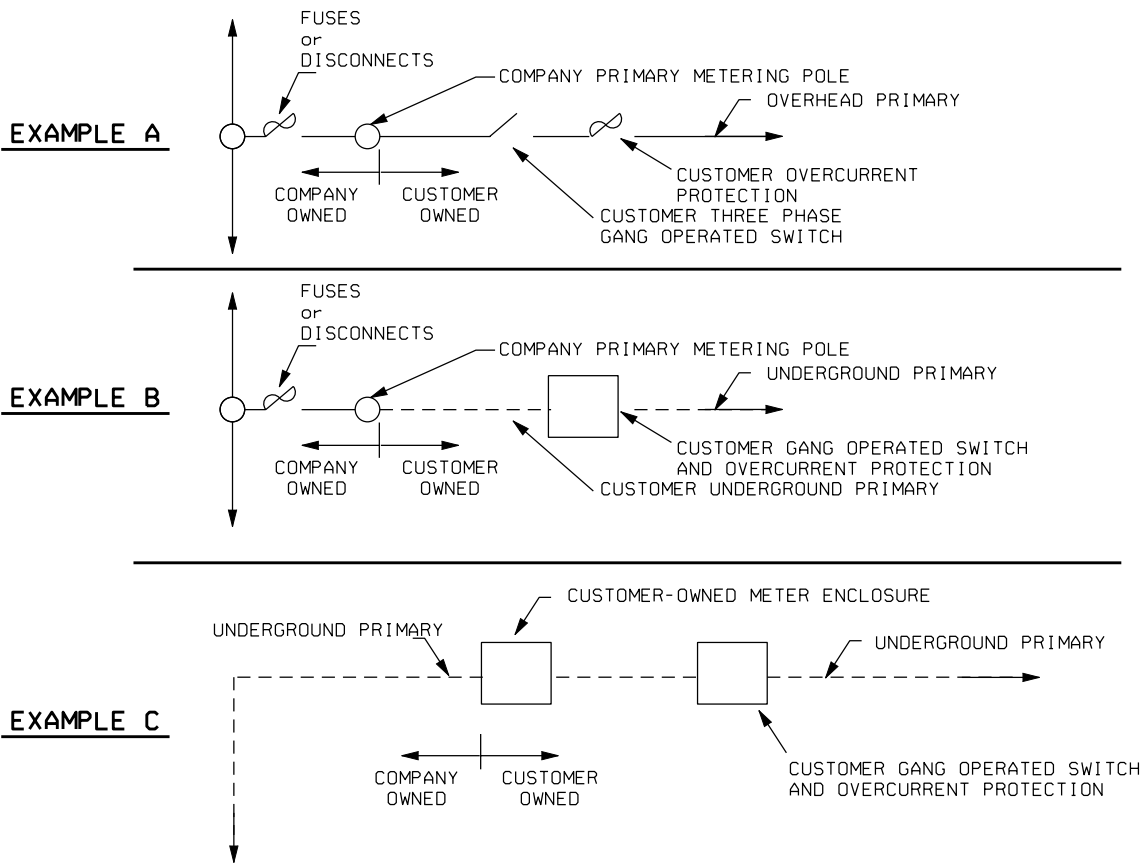 FUSES
or
DISCONNECTS
COMPANY PRIMARY METERING POLE
OVERHEAD PRIMARY
EXAMPLE A
CUSTOMER OVERCURRENT
PROTECTION
COMPANY
OWNED
CUSTOMER
OWNED
CUSTOMER THREE PHASE
GANG OPERATED SWITCH
FUSES
or
DISCONNECTS
COMPANY PRIMARY METERING POLE
UNDERGROUND PRIMARY
EXAMPLE B
CUSTOMER GANG OPERATED SWITCH
AND OVERCURRENT PROTECTION
COMPANY
OWNED
CUSTOMER
OWNED
CUSTOMER UNDERGROUND PRIMARY
CUSTOMER-OWNED METER ENCLOSURE
UNDERGROUND PRIMARY
UNDERGROUND PRIMARY
EXAMPLE C
COMPANY
OWNED
CUSTOMER
OWNED
CUSTOMER GANG OPERATED SWITCH
AND OVERCURRENT PROTECTION